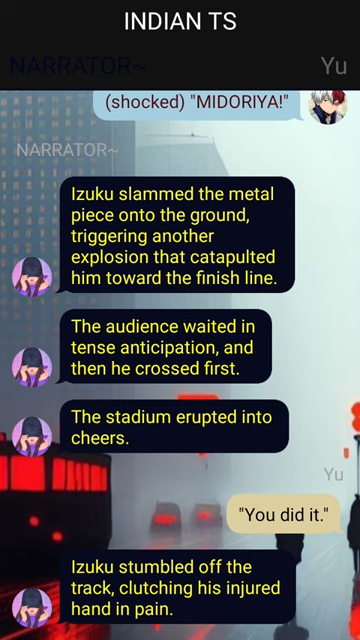 INDIAN TS
NARRATOR~
Yu
(shocked) "MIDORIYA!"
NARRATOR~
Izuku slammed the metal
piece onto the ground,
triggering another
explosion that catapulted
him toward the finish line.
The audience waited in
tense anticipation, and
then he crossed first.
The stadium erupted into
cheers.
Yu
"You did it."
Izuku stumbled off the
track, clutching his injured
hand in pain.